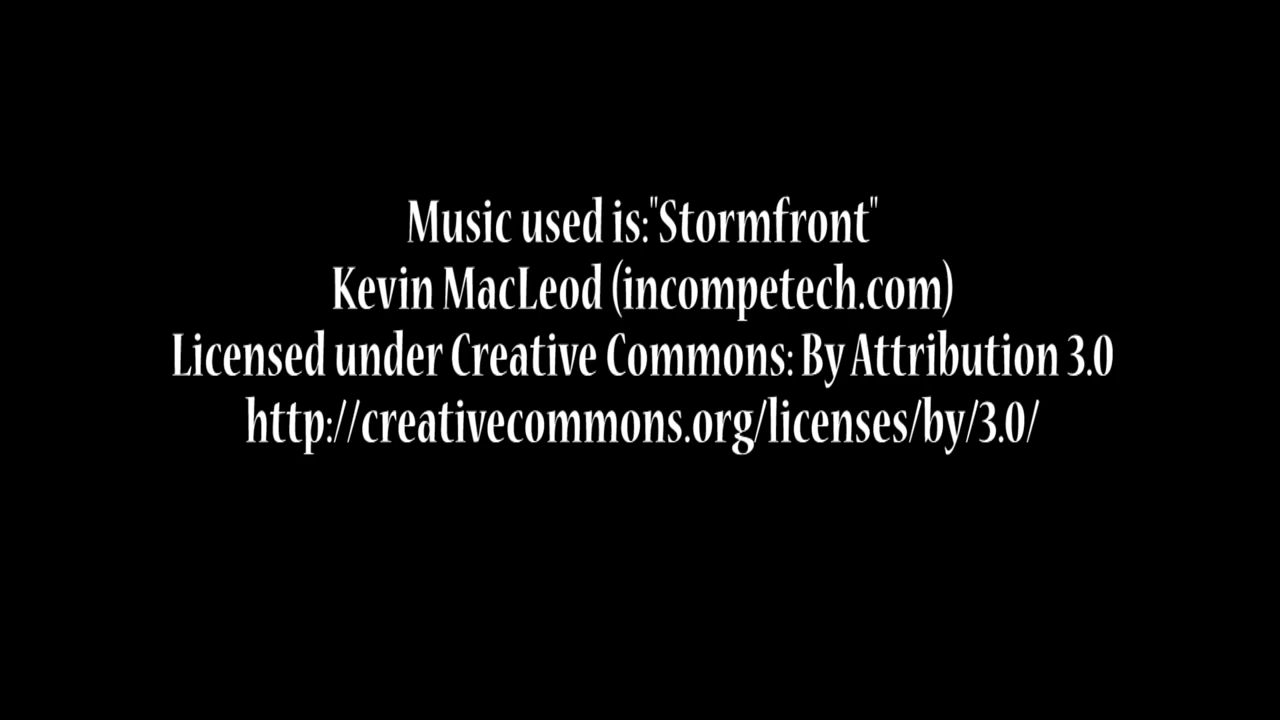 Music used is:"Stormfront"
Kevin MacLeod (incompetech.com)
Licensed under Creative Commons: By Attribution 3.0
http://creativecommons.org/licenses/by/3.0/